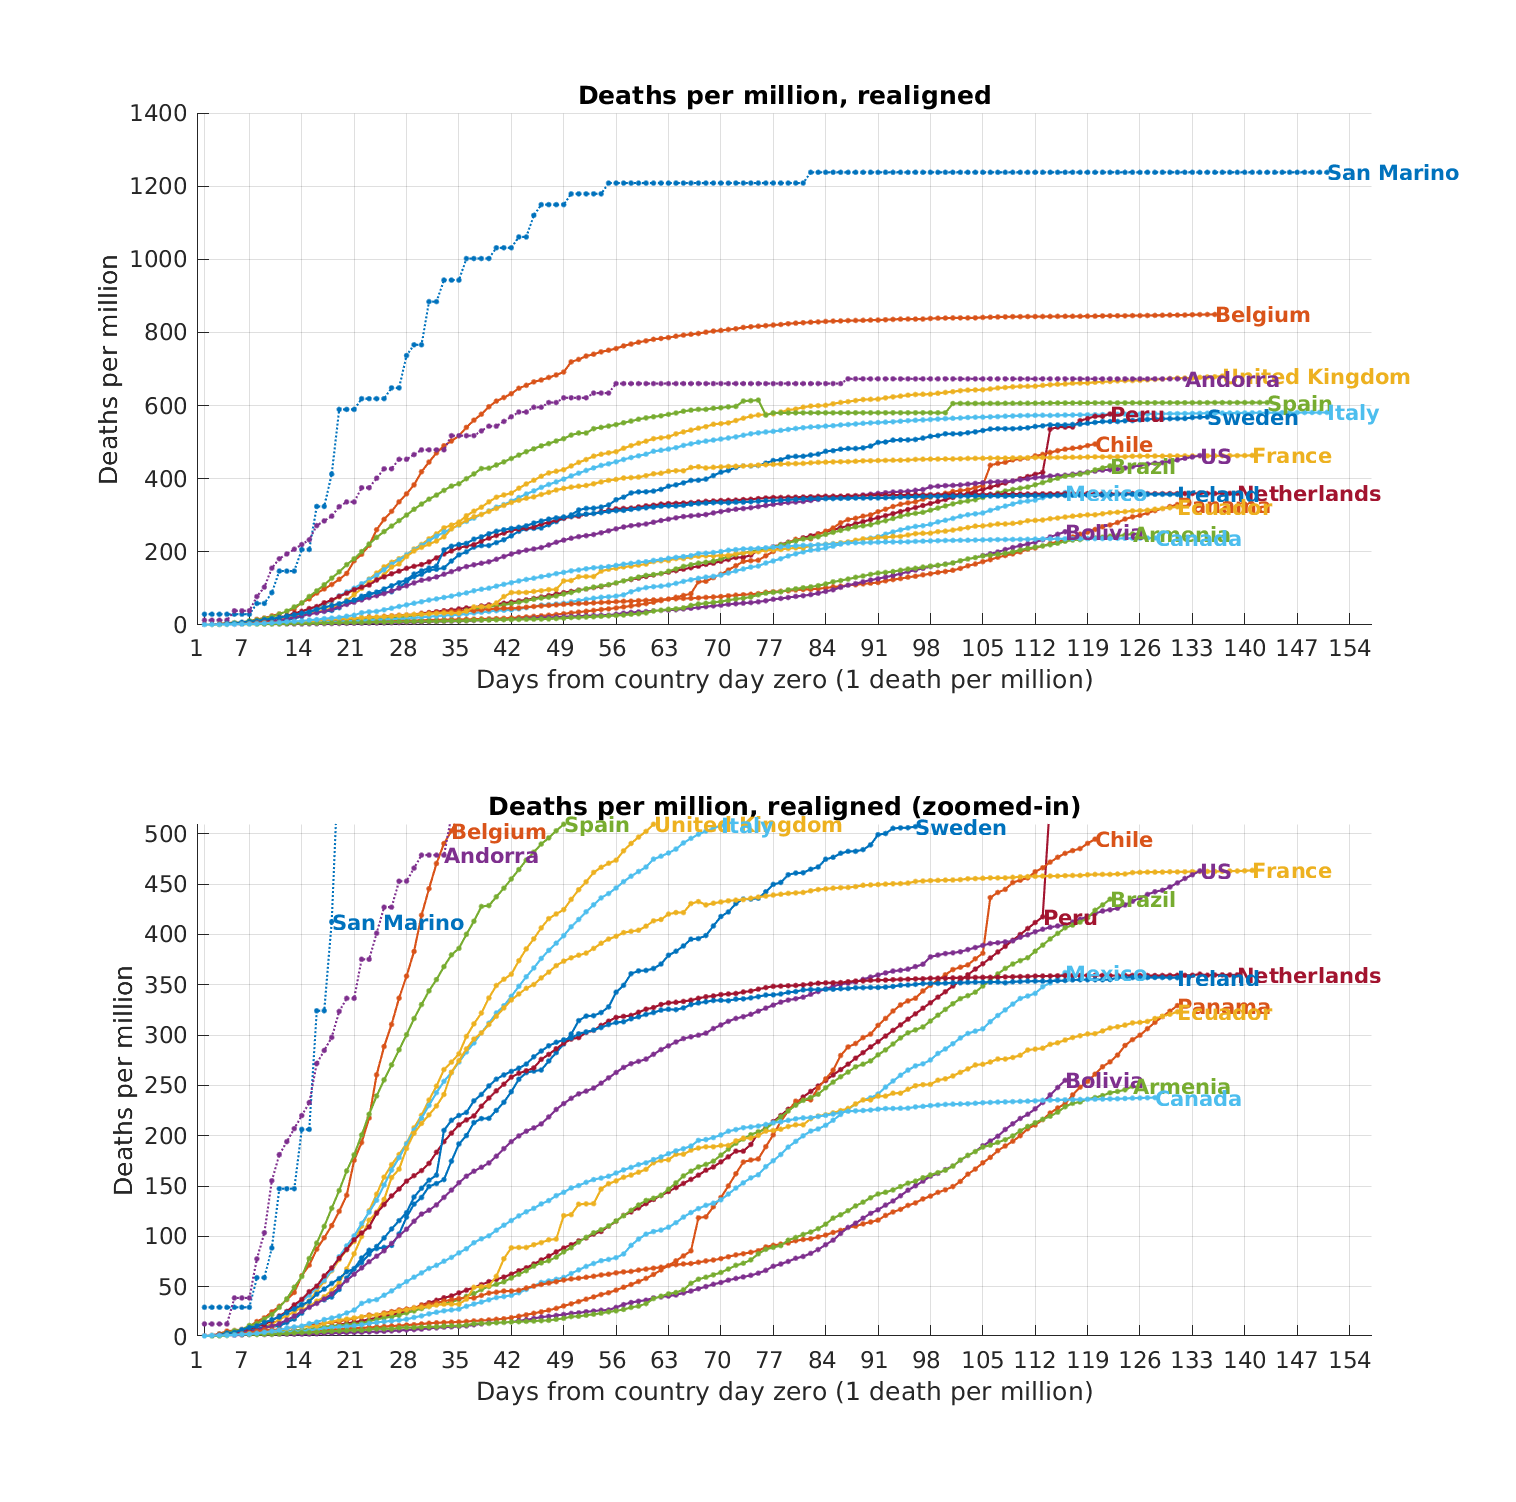 Deaths per million, realigned
1400
1200
1000
800
600
400
200
0
Deaths per million
San Marino
Belgium
United Kingdom
Andorra
Spain
Italy
Peru
Sweden
Chile
France
US
Brazil
Mexico
Ireland
Netherlands
Panama
Ecuador
Bolivia
Armenia
Canada
1 7 14 21 28 35 42 49 56 63 70 77 84 91 98 105 112 119 126 133 140 147 154
Days from country day zero (1 death per million)
Deaths per million, realigned (zoomed-in)
500
450
400
350
300
250
200
150
100
50
0
Deaths per million
Belgium
Spain
United Kingdom
Italy
Sweden
Chile
Andorra
US
France
Brazil
San Marino
Peru
Mexico
Ireland
Netherlands
Panama
Ecuador
Bolivia
Armenia
Canada
1 7 14 21 28 35 42 49 56 63 70 77 84 91 98 105 112 119 126 133 140 147 154
Days from country day zero (1 death per million)